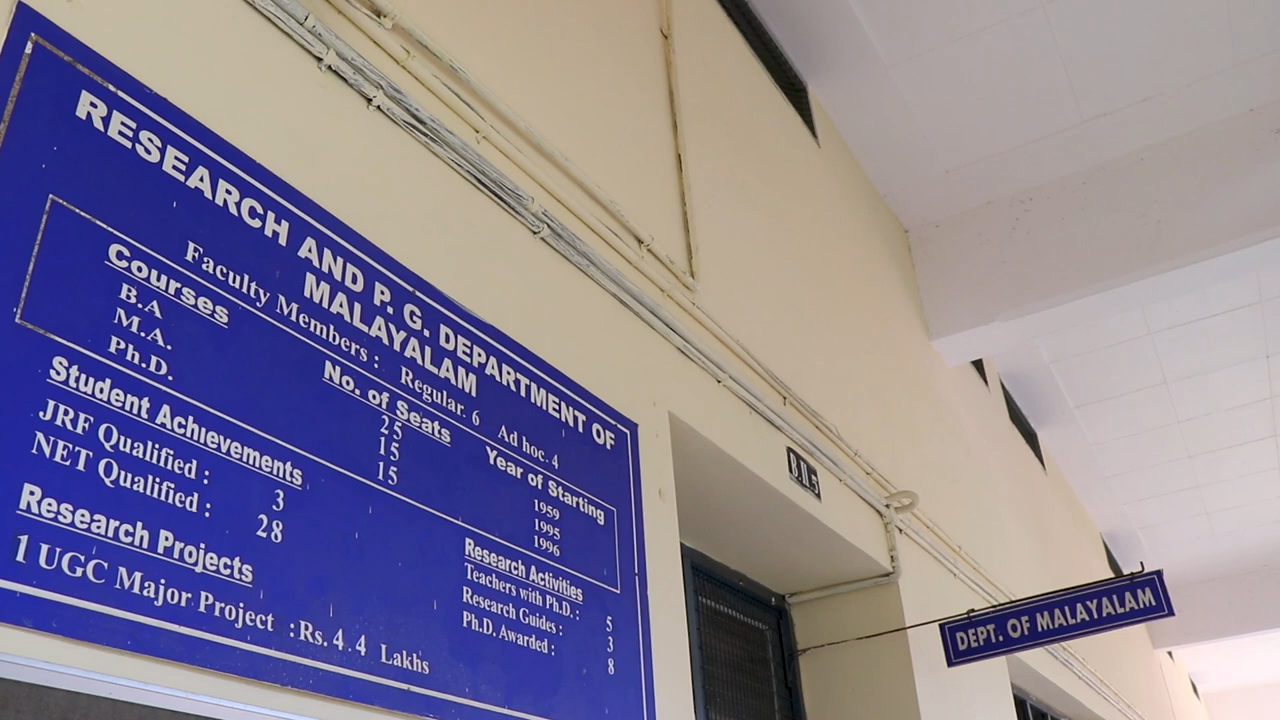 RESEARCH AND P. G. DEPARTMENT OF
MALAYALAM
Faculty Members : Regular. 6 Ad hoc. 4
Courses No. of Seats Year of Starting
B.A 25 1959
M.A. 15 1995
Ph.D. 15 1996
Student Achievements
JRF Qualified : 3
NET Qualified : 28
Research Projects
1 UGC Major Project : Rs. 4.4 Lakhs
Research Activities
Teachers with Ph.D. : 5
Research Guides : 3
Ph.D. Awarded : 8
B.II.5
DEPT. OF MALAYALAM